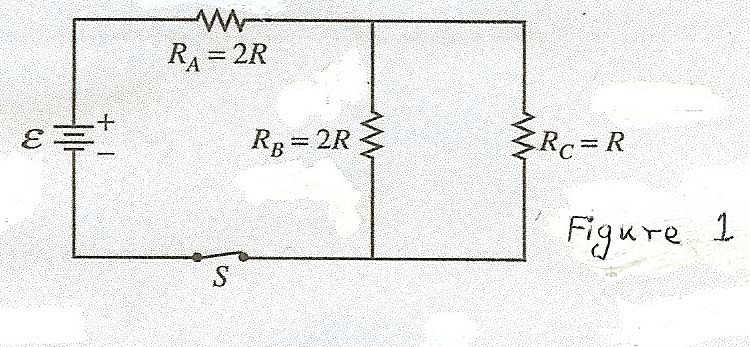 R_A = 2R
ε
+
−
R_B = 2R
R_C = R
Figure 1
S